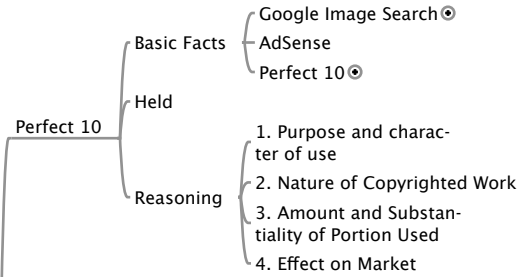 Google Image Search
Basic Facts
AdSense
Perfect 10
Held
Perfect 10
1. Purpose and charac-
ter of use
2. Nature of Copyrighted Work
Reasoning
3. Amount and Substan-
tiality of Portion Used
4. Effect on Market